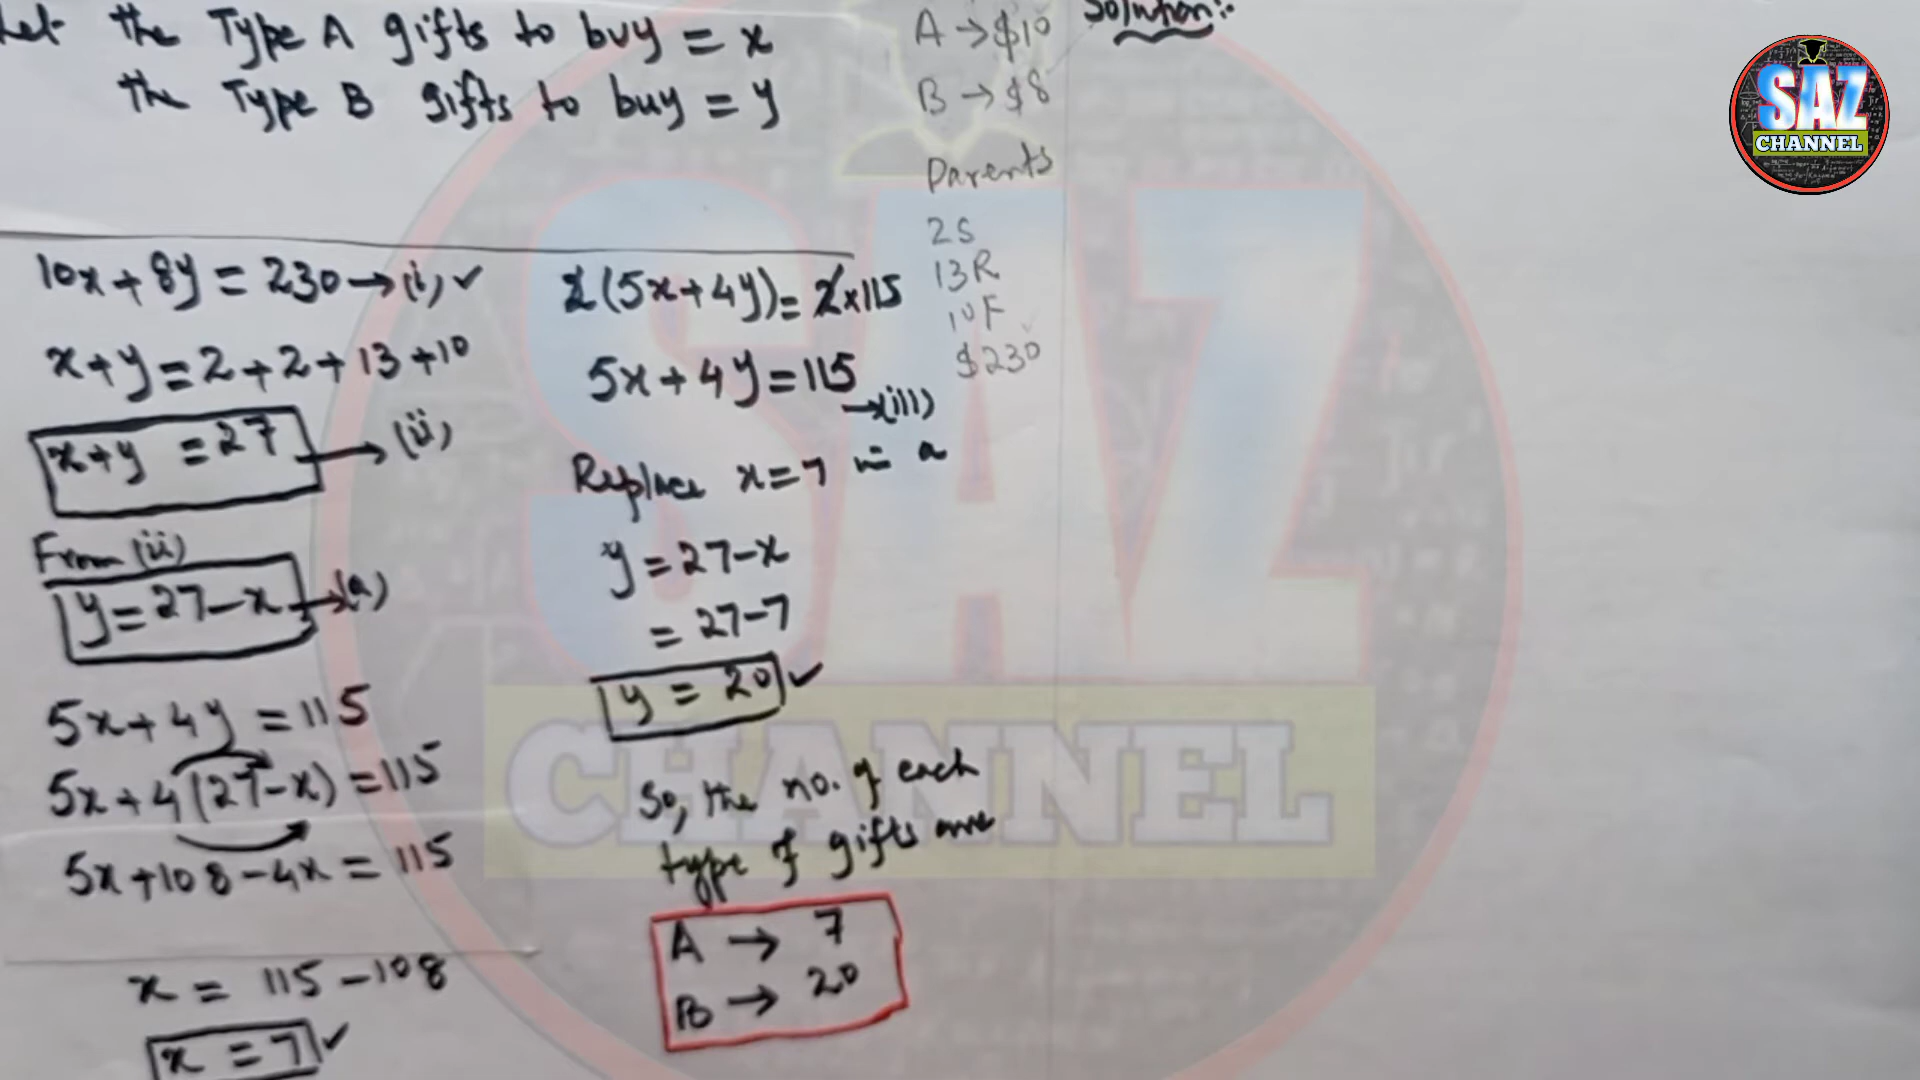 Let the Type A gifts to buy = x
the Type B gifts to buy = y
A → $10
B → $8
Parents
2S
13R
10F
$230
Solution:-
10x + 8y = 230 → (i) ✓
x + y = 2 + 2 + 13 + 10
x + y = 27 → (ii)
From (ii)
y = 27 - x → (a)
5x + 4y = 115
5x + 4(27 - x) = 115
5x + 108 - 4x = 115
x = 115 - 108
x = 7 ✓
2(5x + 4y) = 2 x 115
5x + 4y = 115
→ (iii)
Replace x = 7 in a
y = 27 - x
= 27 - 7
y = 20 ✓
So, the no. of each
type of gifts are
A → 7
B → 20
SAZ
CHANNEL
SAZ
CHANNEL